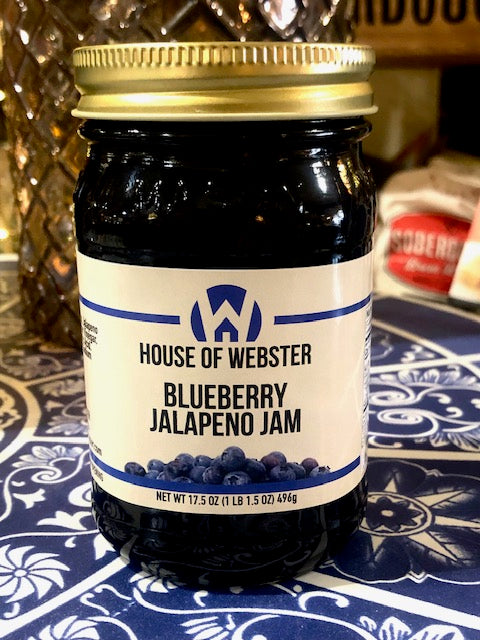 W
HOUSE OF WEBSTER
BLUEBERRY
JALAPENO JAM
NET WT 17.5 OZ (1 LB 1.5 OZ) 496g